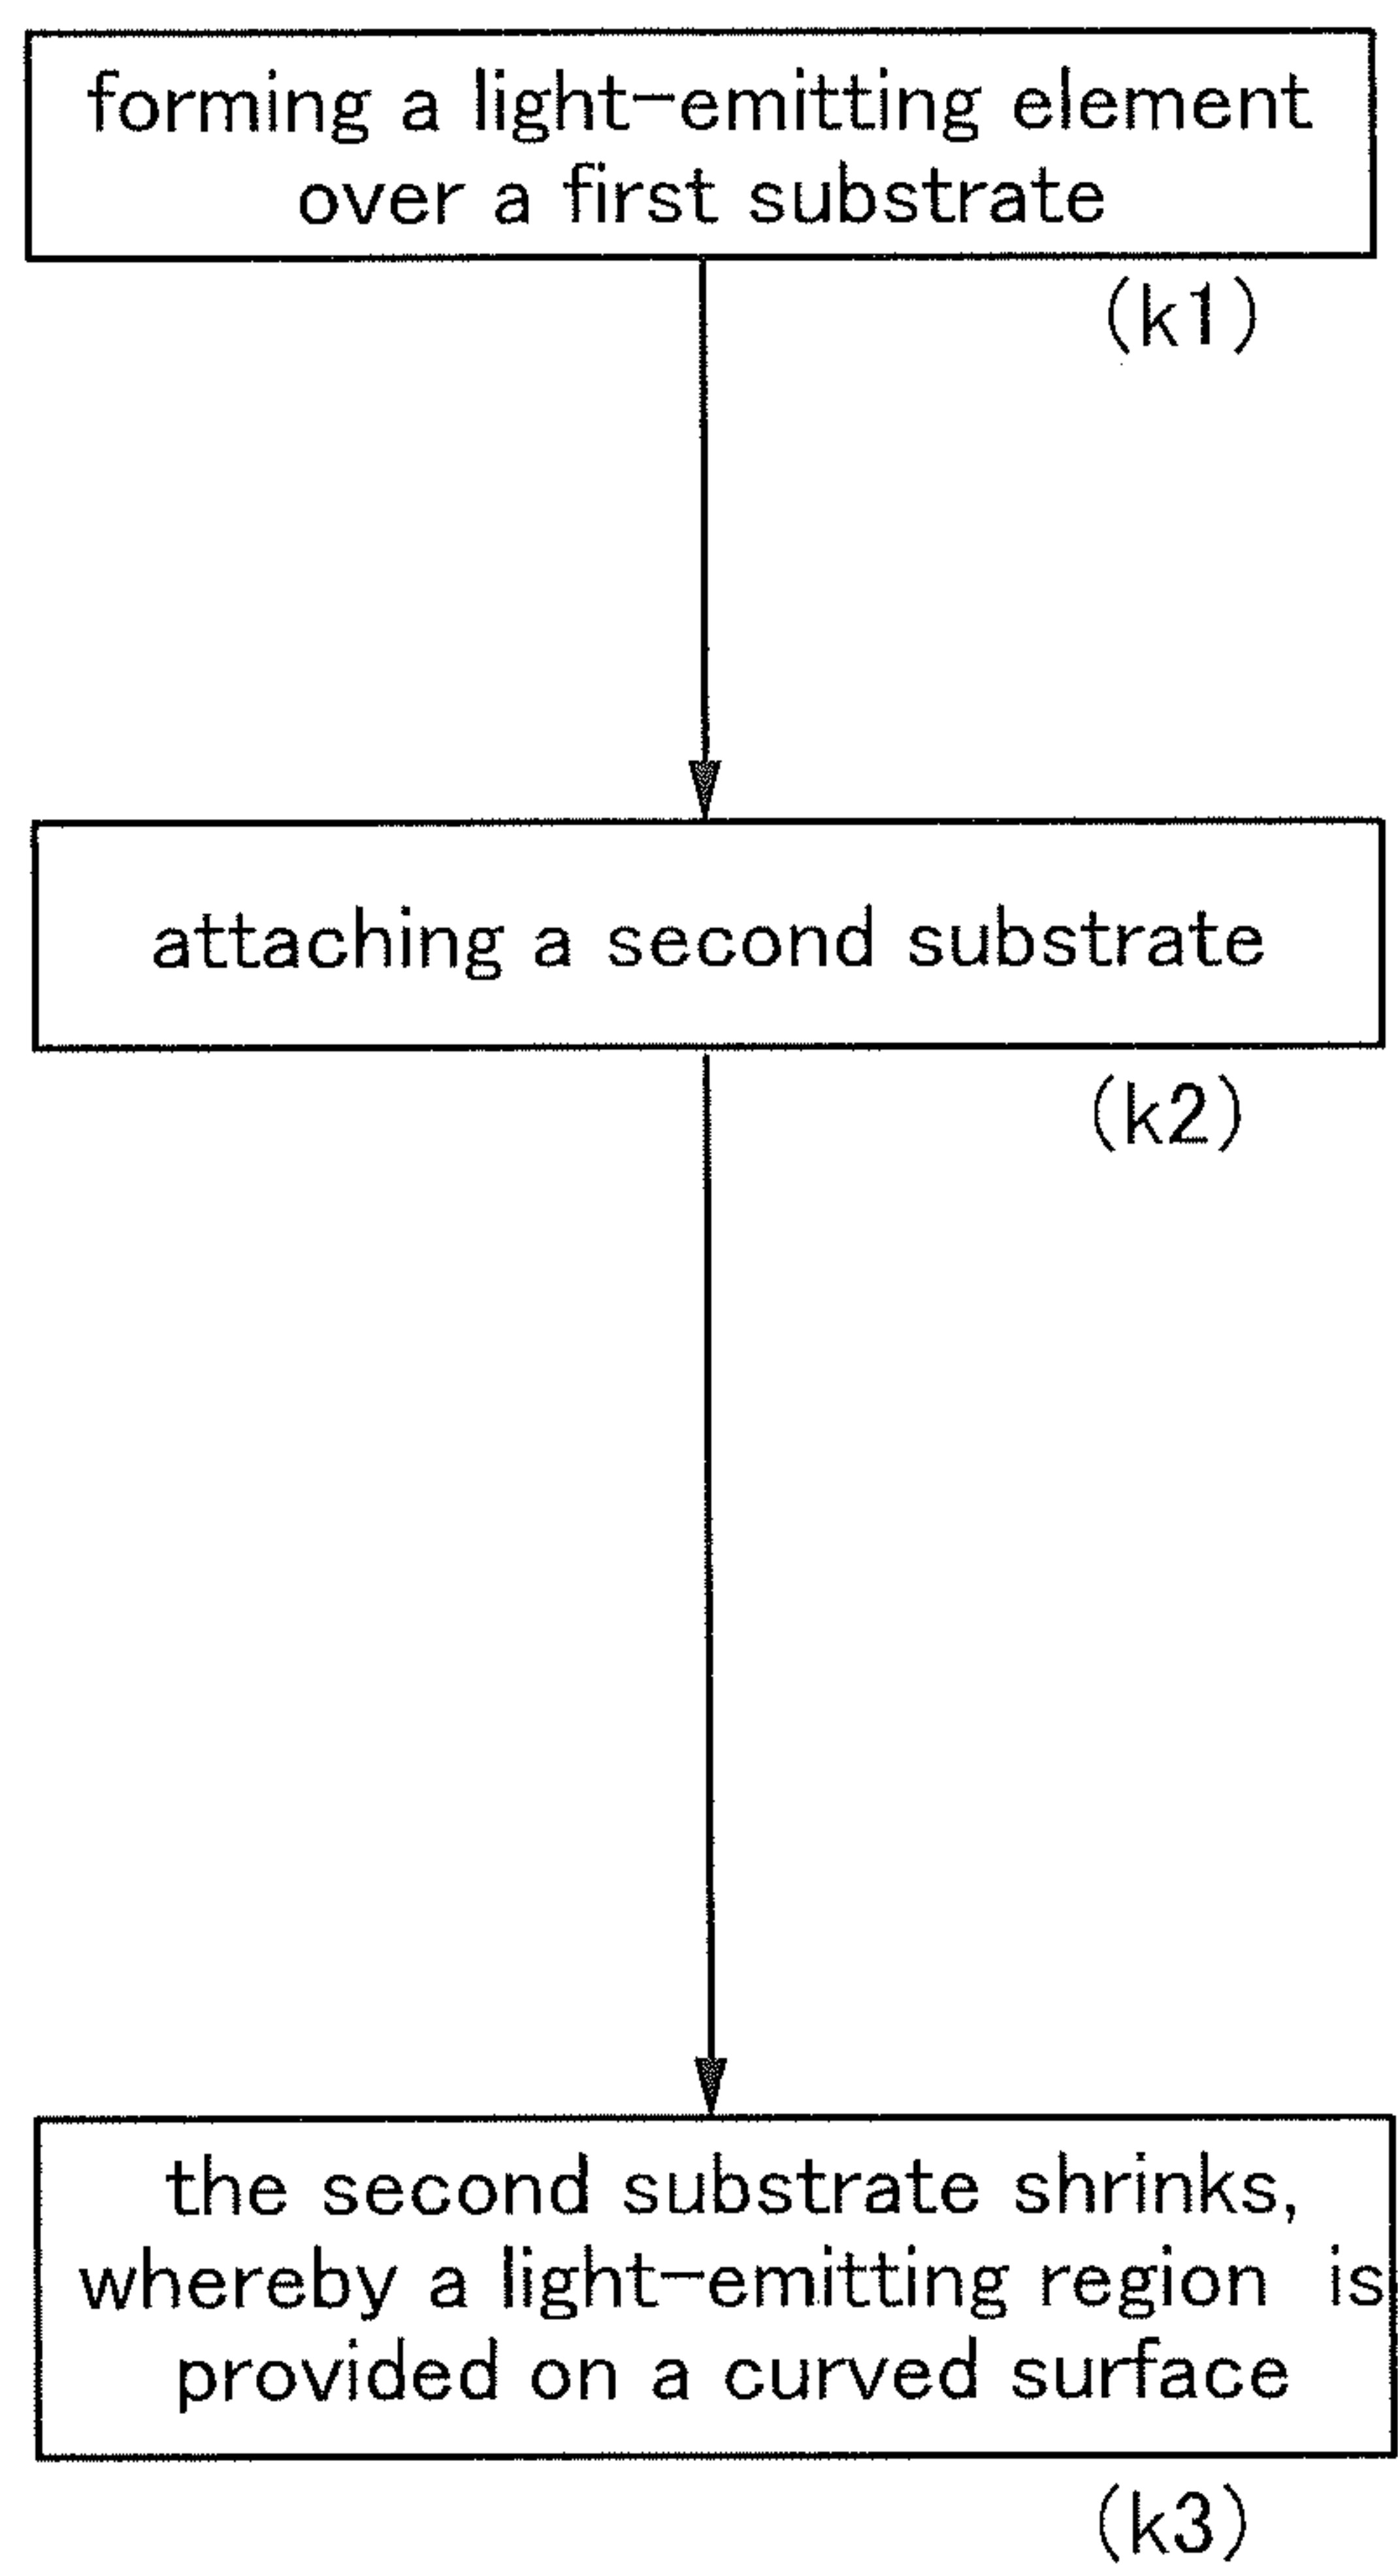 forming a light-emitting element
over a first substrate
(k1)
attaching a second substrate
(k2)
the second substrate shrinks,
whereby a light-emitting region is
provided on a curved surface
(k3)